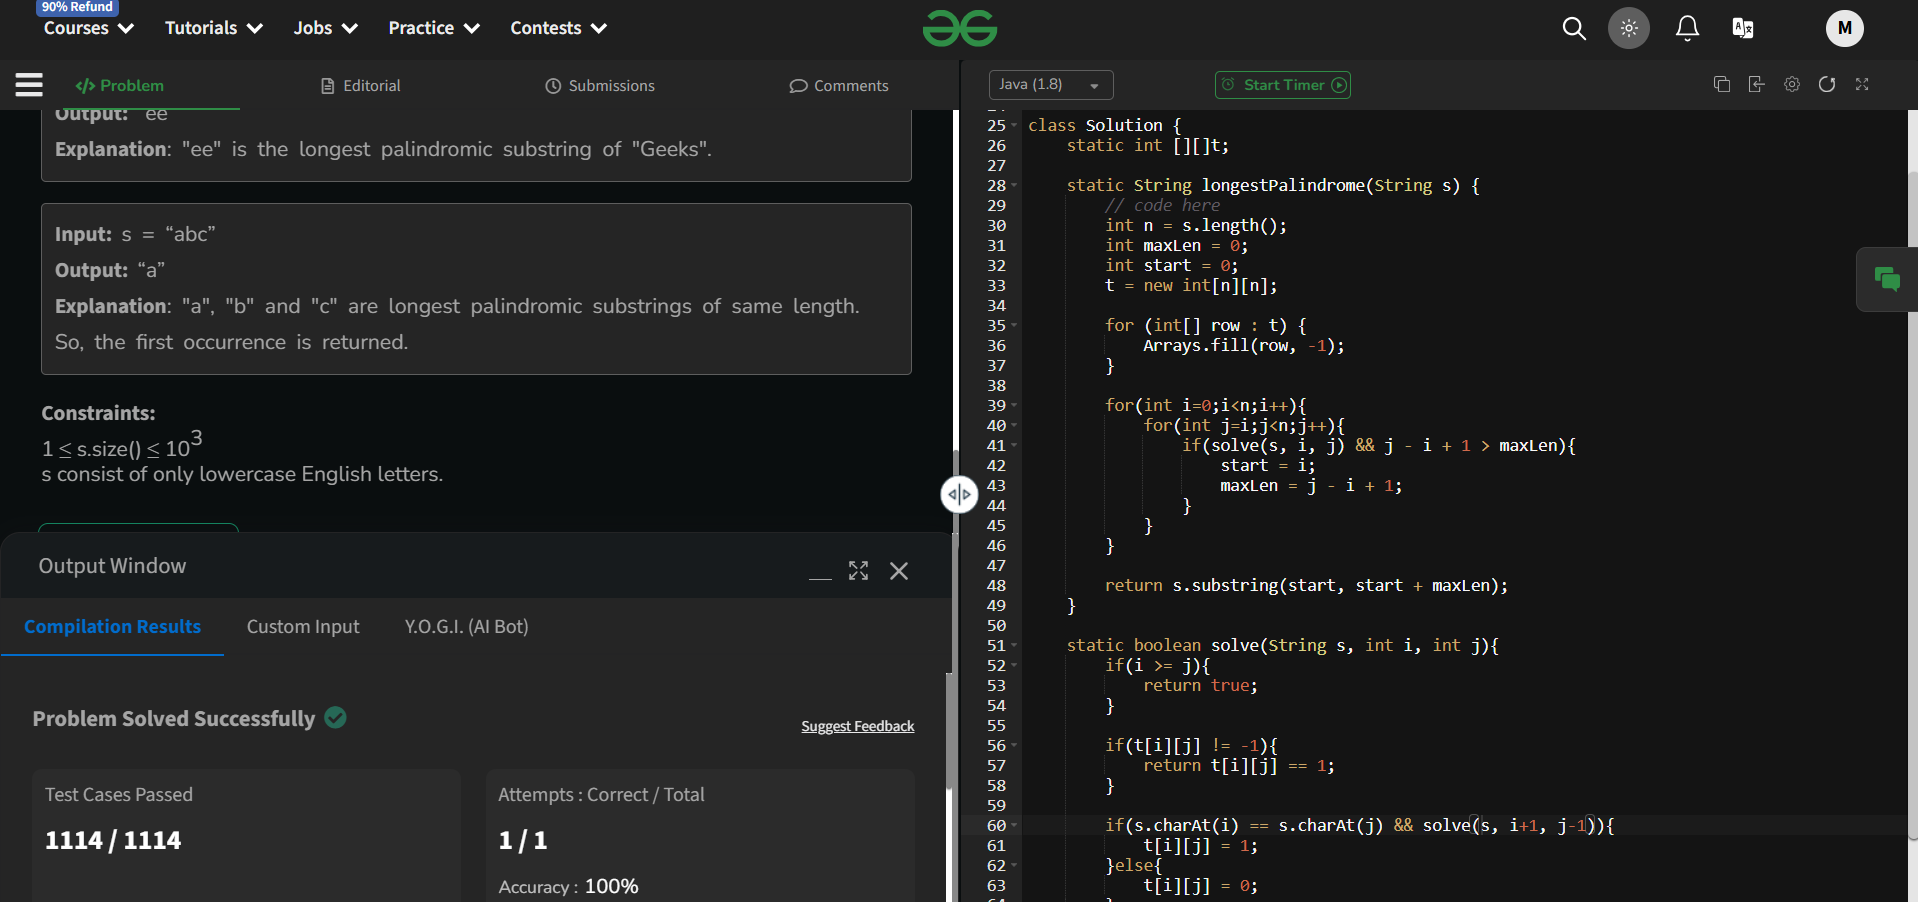 90% Refund
Courses Tutorials Jobs Practice Contests
M
Problem Editorial Submissions Comments
Output: ee
Explanation: "ee" is the longest palindromic substring of "Geeks".
Input: s = “abc”
Output: “a”
Explanation: "a", "b" and "c" are longest palindromic substrings of same length.
So, the first occurrence is returned.
Constraints:
1 ≤ s.size() ≤ 10^3
s consist of only lowercase English letters.
Output Window
Compilation Results Custom Input Y.O.G.I. (AI Bot)
Problem Solved Successfully
Suggest Feedback
Test Cases Passed
1114 / 1114
Attempts : Correct / Total
1 / 1
Accuracy : 100%
Java (1.8) Start Timer
25 class Solution {
26     static int [][]t;
27
28     static String longestPalindrome(String s) {
29         // code here
30         int n = s.length();
31         int maxLen = 0;
32         int start = 0;
33         t = new int[n][n];
34
35         for (int[] row : t) {
36             Arrays.fill(row, -1);
37         }
38
39         for(int i=0;i<n;i++){
40             for(int j=i;j<n;j++){
41                 if(solve(s, i, j) && j - i + 1 > maxLen){
42                     start = i;
43                     maxLen = j - i + 1;
44                 }
45             }
46         }
47
48         return s.substring(start, start + maxLen);
49     }
50
51     static boolean solve(String s, int i, int j){
52         if(i >= j){
53             return true;
54         }
55
56         if(t[i][j] != -1){
57             return t[i][j] == 1;
58         }
59
60         if(s.charAt(i) == s.charAt(j) && solve(s, i+1, j-1)){
61             t[i][j] = 1;
62         }else{
63             t[i][j] = 0;